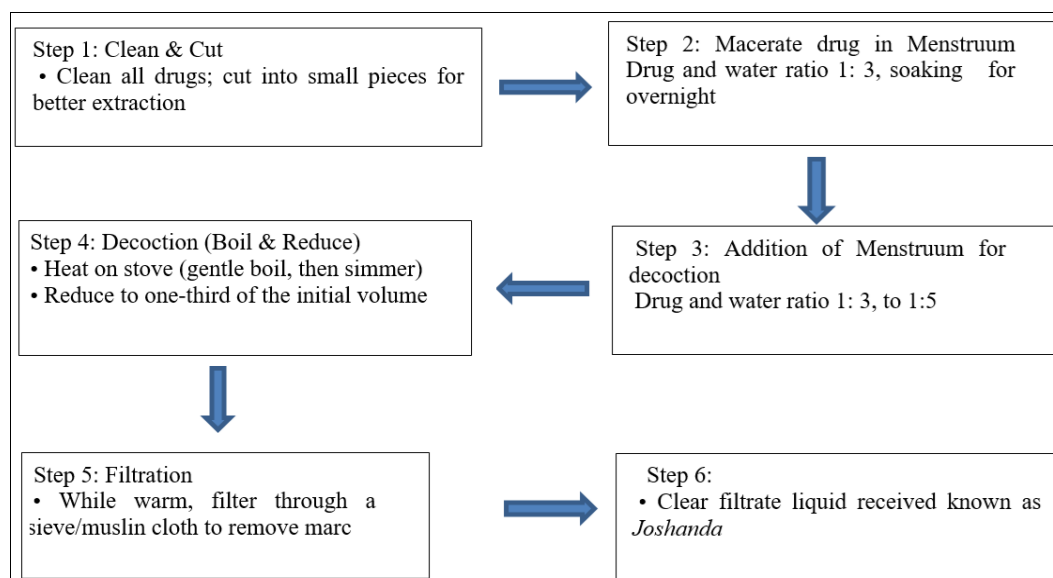 Step 1: Clean & Cut
• Clean all drugs; cut into small pieces for
better extraction
Step 2: Macerate drug in Menstruum
Drug and water ratio 1: 3, soaking for
overnight
Step 3: Addition of Menstruum for
decoction
Drug and water ratio 1: 3, to 1:5
Step 4: Decoction (Boil & Reduce)
• Heat on stove (gentle boil, then simmer)
• Reduce to one-third of the initial volume
Step 5: Filtration
• While warm, filter through a
sieve/muslin cloth to remove marc
Step 6:
• Clear filtrate liquid received known as
Joshanda